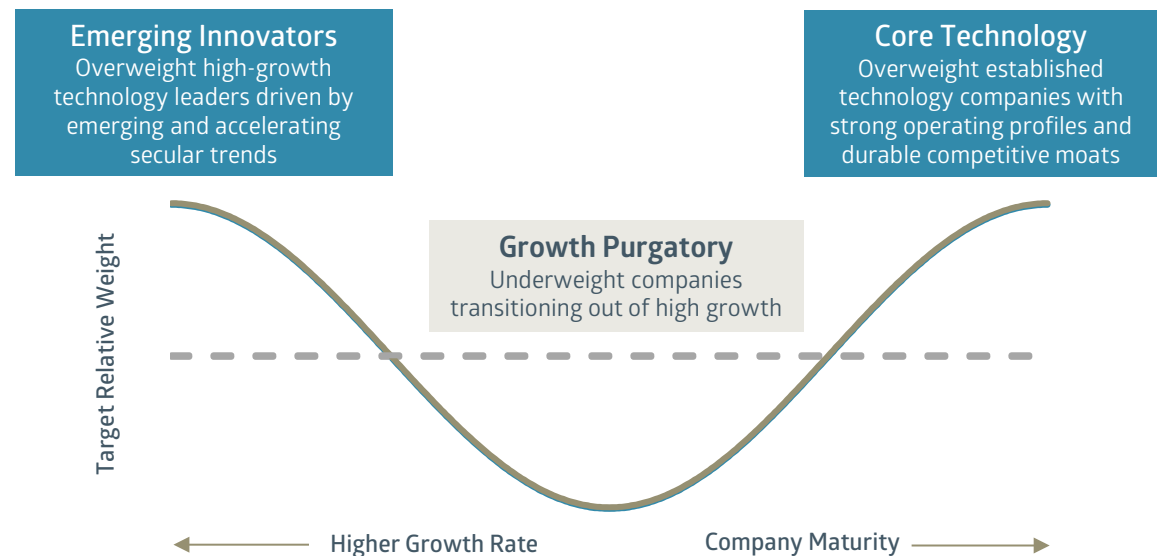 Emerging Innovators
Overweight high-growth
technology leaders driven by
emerging and accelerating
secular trends
Core Technology
Overweight established
technology companies with
strong operating profiles and
durable competitive moats
Growth Purgatory
Underweight companies
transitioning out of high growth
Target Relative Weight
Higher Growth Rate
Company Maturity